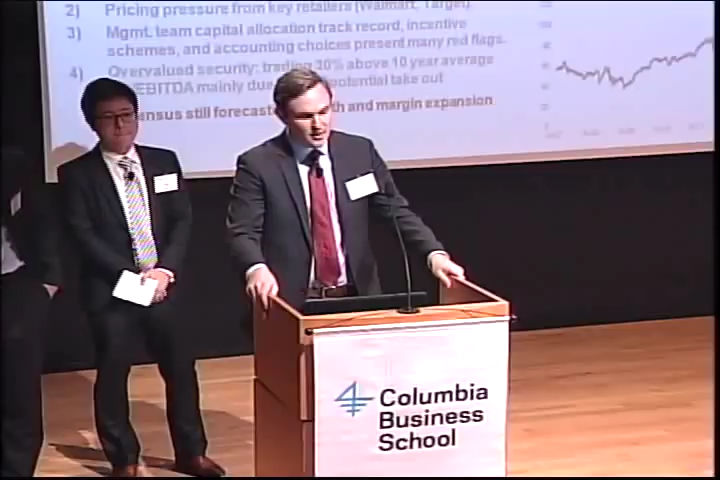 2) Pricing pressure from key retailers (Walmart, Target).
3) Mgmt. team capital allocation track record, incentive
schemes, and accounting choices present many red flags.
4) Overvalued security: trading 30% above 10 year average
EBITDA mainly due potential take out
still forecast and margin expansion
Columbia
Business
School